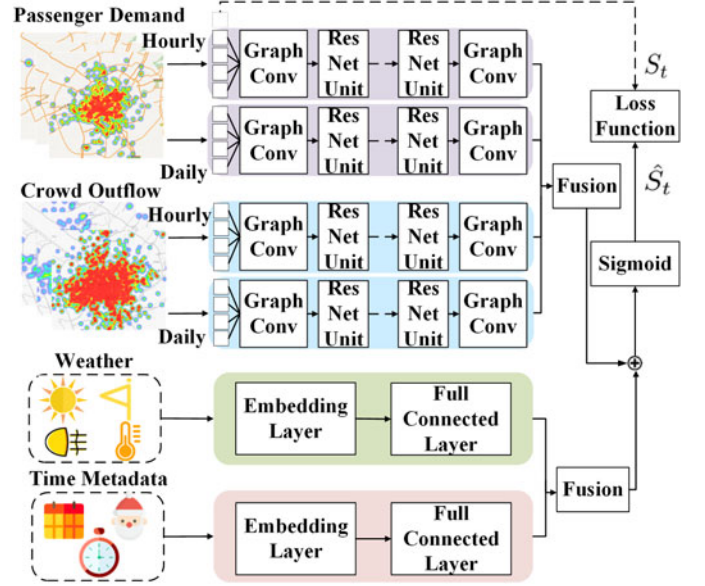 Passenger Demand
Hourly
Graph Conv
Res Net Unit
Res Net Unit
Graph Conv
Graph Conv
Res Net Unit
Res Net Unit
Graph Conv
Daily
Crowd Outflow
Hourly
Graph Conv
Res Net Unit
Res Net Unit
Graph Conv
Graph Conv
Res Net Unit
Res Net Unit
Graph Conv
Daily
S_t
Loss Function
Ŝ_t
Fusion
Sigmoid
Weather
Embedding Layer
Full Connected Layer
Time Metadata
Embedding Layer
Full Connected Layer
Fusion